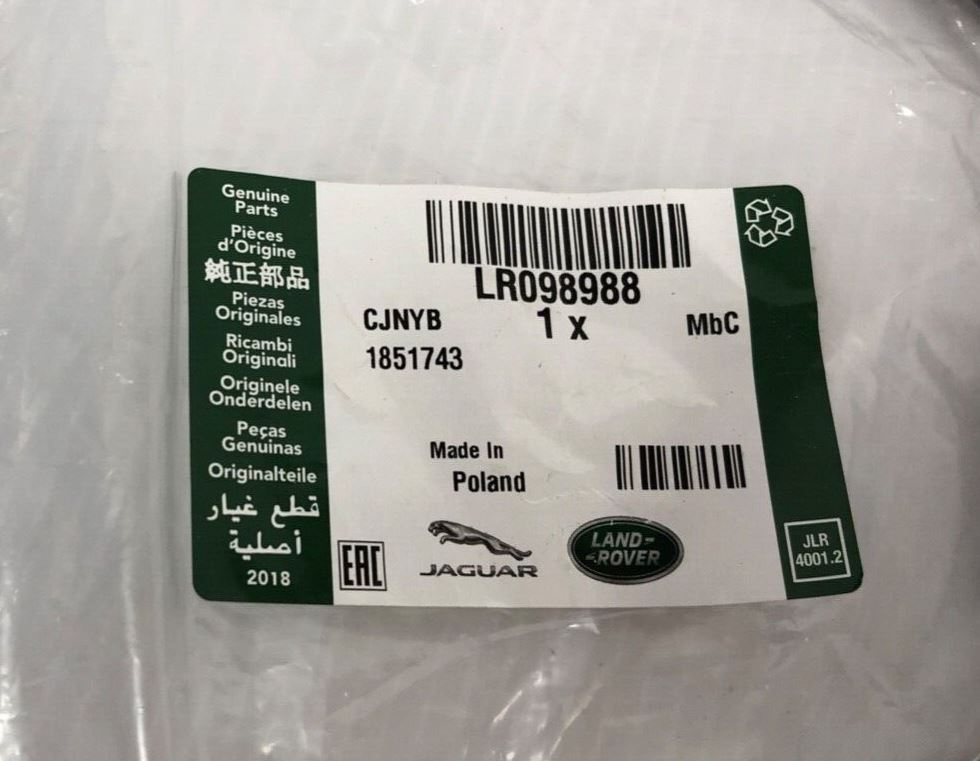 Genuine
Parts
Pièces
d'Origine
純正部品
Piezas
Originales
Ricambi
Originali
Originele
Onderdelen
Peças
Genuinas
Originalteile
قطع غيار
أصلية
2018
LR098988
CJNYB
1 x
MbC
1851743
Made In
Poland
EAC
JAGUAR
LAND-
-ROVER
JLR
4001.2